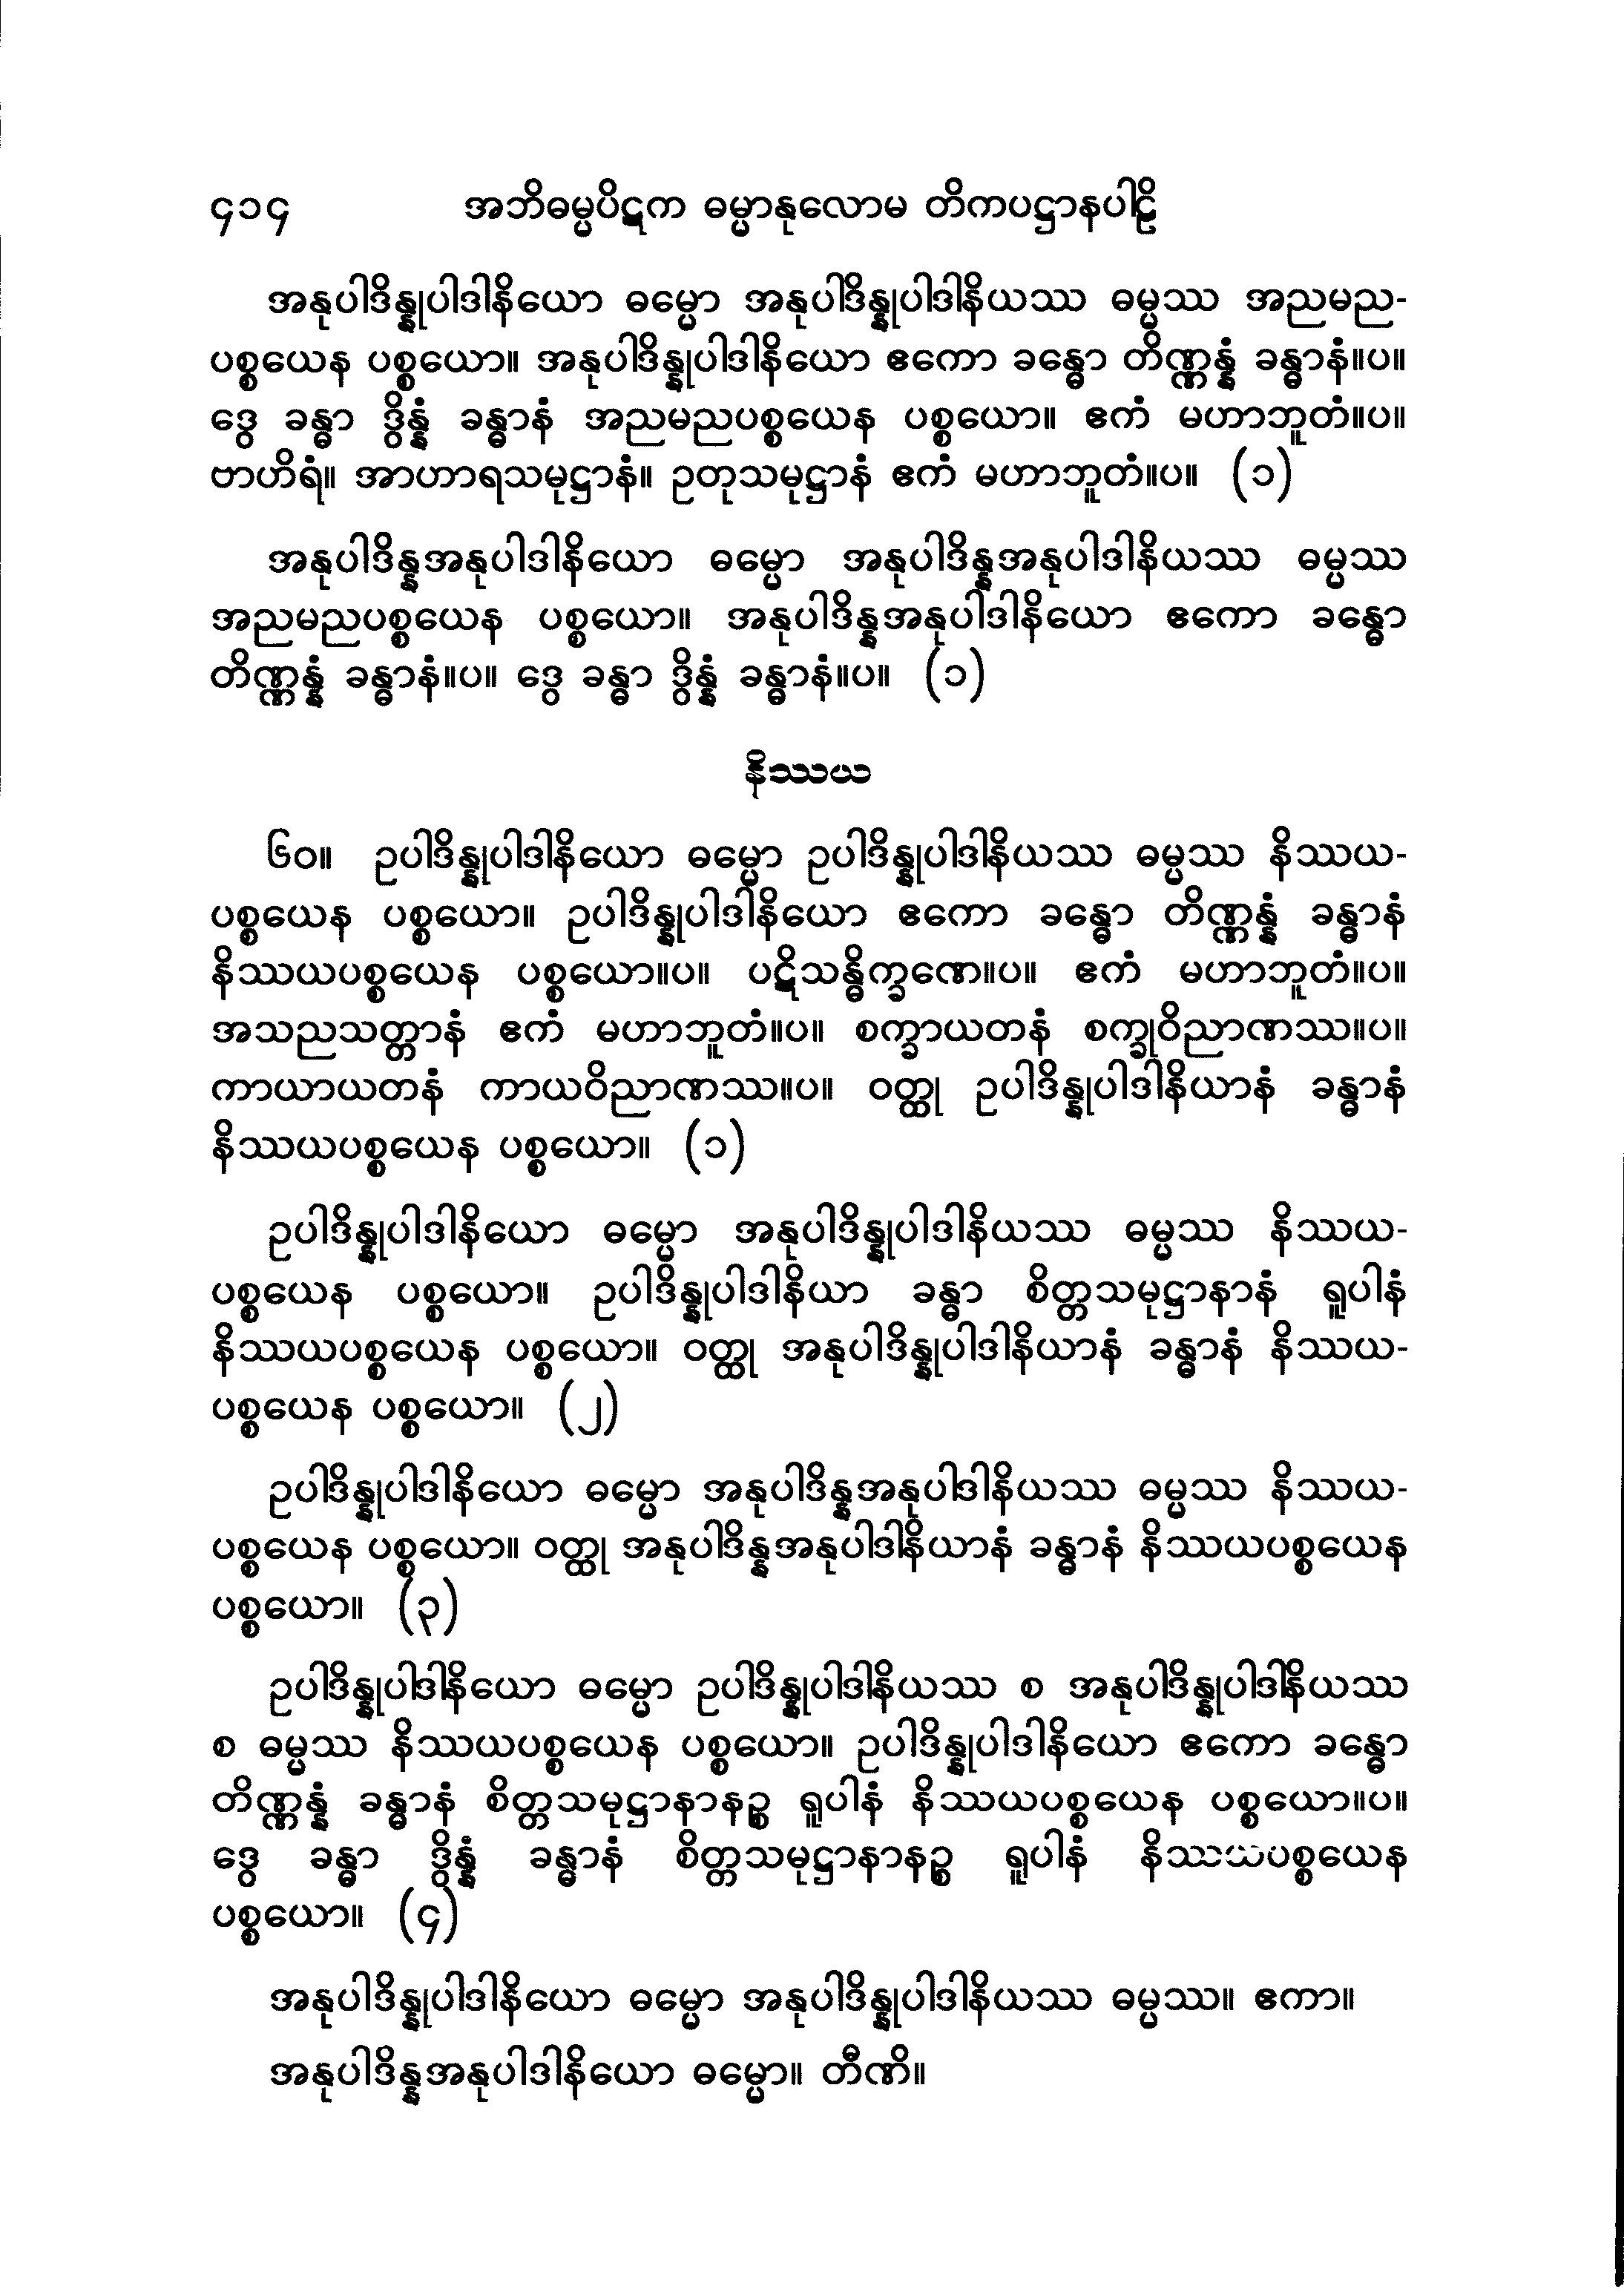 ၄၁၄ အဘိဓမ္မပိဋက ဓမ္မာနုလောမ တိကပဋ္ဌာနပါဠိ
အနုပါဒိန္နုပါဒါနိယော ဓမ္မော အနုပါဒိန္နုပါဒါနိယဿ ဓမ္မဿ အညမည-
ပစ္စယေန ပစ္စယော။ အနုပါဒိန္နုပါဒါနိယော ဧကော ခန္ဓော တိဏ္ဏန္နံ ခန္ဓာနံ။ပ။
ဒွေ ခန္ဓာ ဒွိန္နံ ခန္ဓာနံ အညမညပစ္စယေန ပစ္စယော။ ဧကံ မဟာဘူတံ။ပ။
ဗာဟိရံ။ အာဟာရသမုဋ္ဌာနံ။ ဥတုသမုဋ္ဌာနံ ဧကံ မဟာဘူတံ။ပ။ (၁)
အနုပါဒိန္နအနုပါဒါနိယော ဓမ္မော အနုပါဒိန္နအနုပါဒါနိယဿ ဓမ္မဿ
အညမညပစ္စယေန ပစ္စယော။ အနုပါဒိန္နအနုပါဒါနိယော ဧကော ခန္ဓော
တိဏ္ဏန္နံ ခန္ဓာနံ။ပ။ ဒွေ ခန္ဓာ ဒွိန္နံ ခန္ဓာနံ။ပ။ (၁)
နိဿယ
၆၀။ ဥပါဒိန္နုပါဒါနိယော ဓမ္မော ဥပါဒိန္နုပါဒါနိယဿ ဓမ္မဿ နိဿယ-
ပစ္စယေန ပစ္စယော။ ဥပါဒိန္နုပါဒါနိယော ဧကော ခန္ဓော တိဏ္ဏန္နံ ခန္ဓာနံ
နိဿယပစ္စယေန ပစ္စယော။ပ။ ပဋိသန္ဓိက္ခဏေ။ပ။ ဧကံ မဟာဘူတံ။ပ။
အသညသတ္တာနံ ဧကံ မဟာဘူတံ။ပ။ စက္ခာယတနံ စက္ခုဝိညာဏဿ။ပ။
ကာယာယတနံ ကာယဝိညာဏဿ။ပ။ ဝတ္ထု ဥပါဒိန္နုပါဒါနိယာနံ ခန္ဓာနံ
နိဿယပစ္စယေန ပစ္စယော။ (၁)
ဥပါဒိန္နုပါဒါနိယော ဓမ္မော အနုပါဒိန္နုပါဒါနိယဿ ဓမ္မဿ နိဿယ-
ပစ္စယေန ပစ္စယော။ ဥပါဒိန္နုပါဒါနိယာ ခန္ဓာ စိတ္တသမုဋ္ဌာနာနံ ရူပါနံ
နိဿယပစ္စယေန ပစ္စယော။ ဝတ္ထု အနုပါဒိန္နုပါဒါနိယာနံ ခန္ဓာနံ နိဿယ-
ပစ္စယေန ပစ္စယော။ (၂)
ဥပါဒိန္နုပါဒါနိယော ဓမ္မော အနုပါဒိန္နအနုပါဒါနိယဿ ဓမ္မဿ နိဿယ-
ပစ္စယေန ပစ္စယော။ ဝတ္ထု အနုပါဒိန္နအနုပါဒါနိယာနံ ခန္ဓာနံ နိဿယပစ္စယေန
ပစ္စယော။ (၃)
ဥပါဒိန္နုပါဒါနိယော ဓမ္မော ဥပါဒိန္နုပါဒါနိယဿ စ အနုပါဒိန္နုပါဒါနိယဿ
စ ဓမ္မဿ နိဿယပစ္စယေန ပစ္စယော။ ဥပါဒိန္နုပါဒါနိယော ဧကော ခန္ဓော
တိဏ္ဏန္နံ ခန္ဓာနံ စိတ္တသမုဋ္ဌာနာနဉ္စ ရူပါနံ နိဿယပစ္စယေန ပစ္စယော။ပ။
ဒွေ ခန္ဓာ ဒွိန္နံ ခန္ဓာနံ စိတ္တသမုဋ္ဌာနာနဉ္စ ရူပါနံ နိဿယပစ္စယေန
ပစ္စယော။ (၄)
အနုပါဒိန္နုပါဒါနိယော ဓမ္မော အနုပါဒိန္နုပါဒါနိယဿ ဓမ္မဿ။ ဧကာ။
အနုပါဒိန္နအနုပါဒါနိယော ဓမ္မော။ တီဏိ။